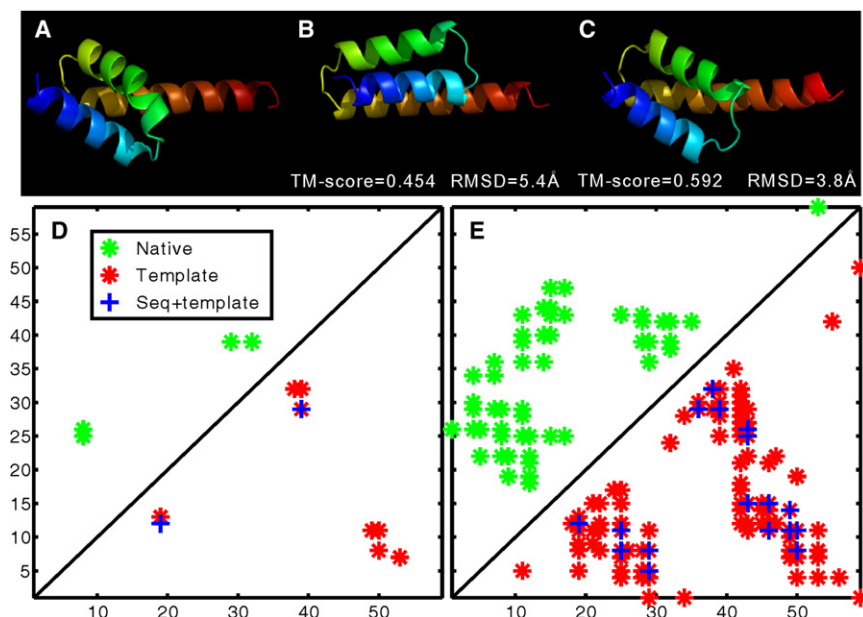 A B C
TM-score=0.454 RMSD=5.4Å TM-score=0.592 RMSD=3.8Å
D E
Native
Template
Seq+template
55
50
45
40
35
30
25
20
15
10
5
10 20 30 40 50 10 20 30 40 50